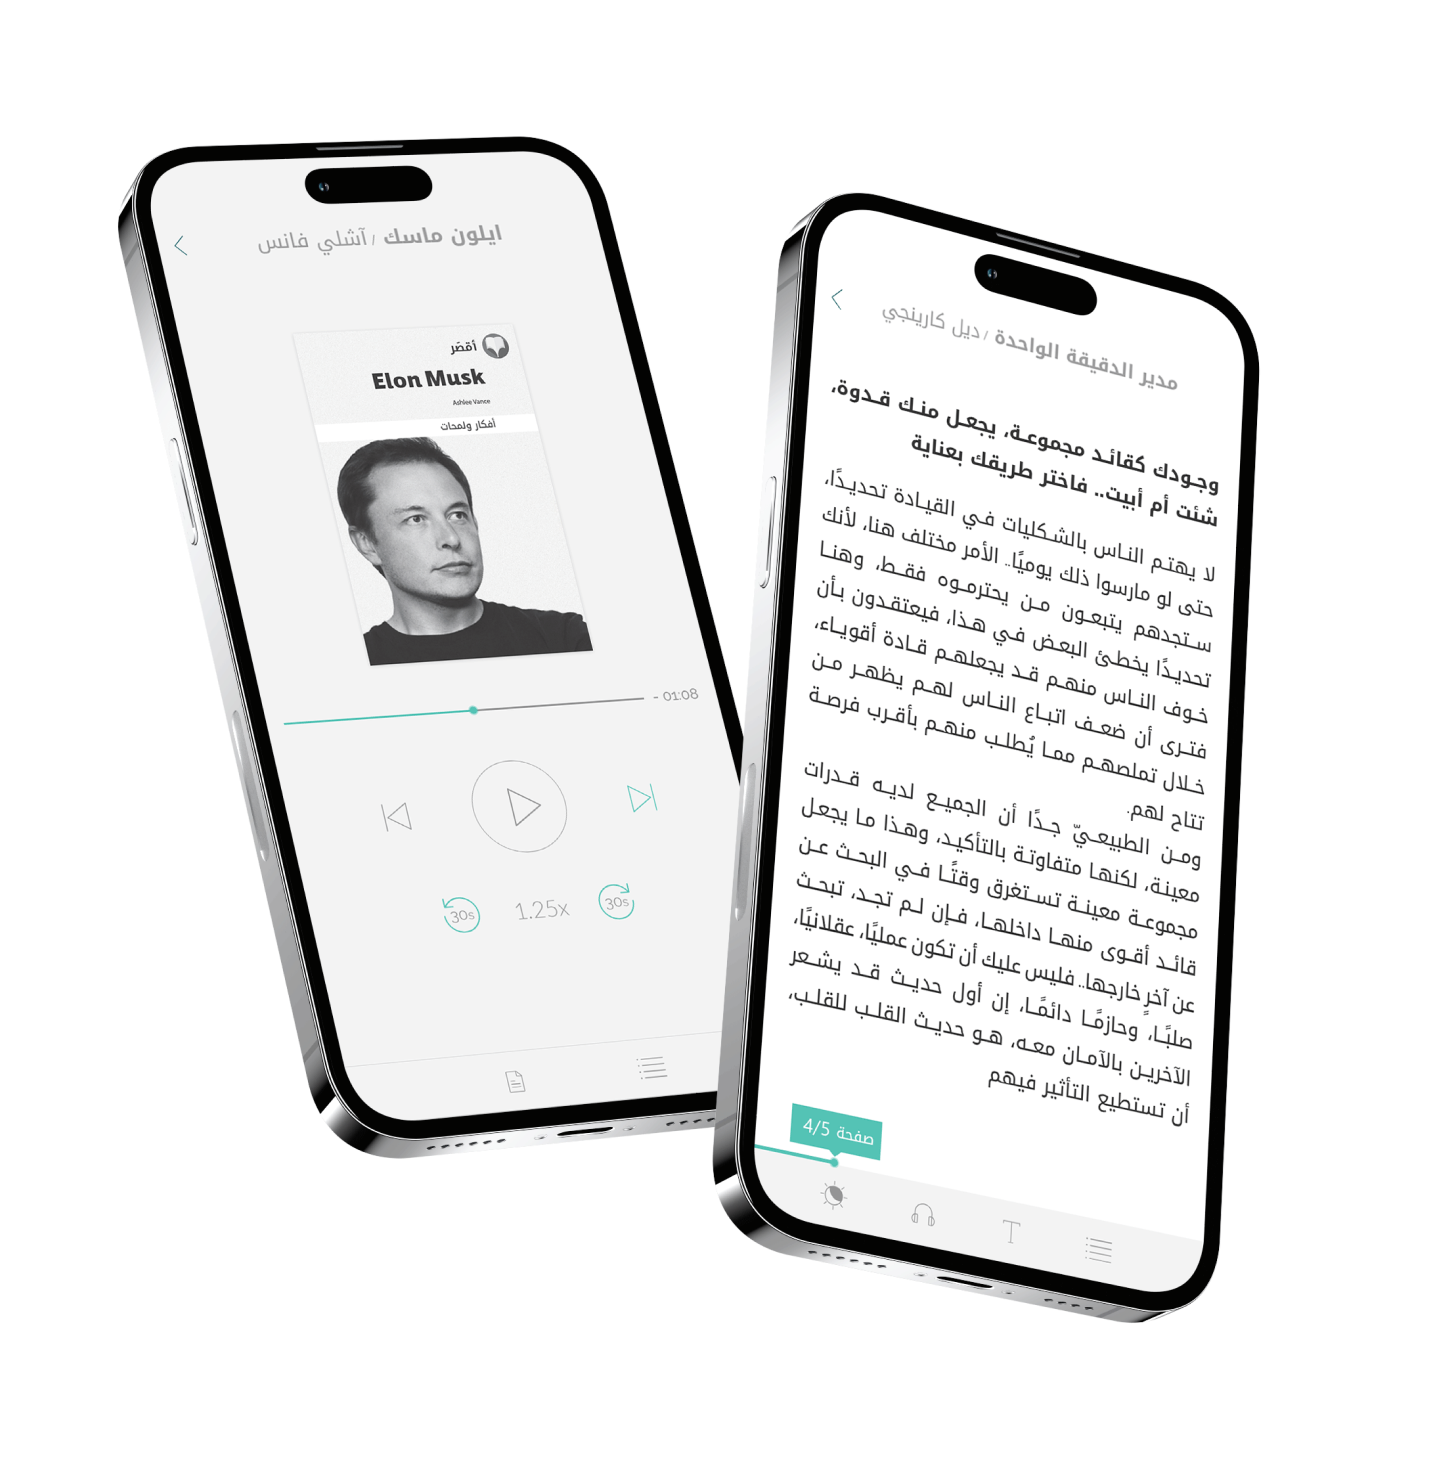 ايلون ماسك / آشلي فانس
أقصَر
Elon Musk
Ashlee Vance
أفكار ولمحات
- 01:08
30s
1.25x
30s
مدير الدقيقة الواحدة / ديل كارينجي
وجودك كقائد مجموعة، يجعل منك قدوة،
شئت أم أبيت.. فاختر طريقك بعناية
لا يهتم الناس بالشكليات في القيادة تحديدًا،
حتى لو مارسوا ذلك يوميًا.. الأمر مختلف هنا، لأنك
ستجدهم يتبعون من يحترموه فقط، وهنا
تحديدًا يخطئ البعض في هذا، فيعتقدون بأن
خوف الناس منهم قد يجعلهم قادة أقوياء،
فترى أن ضعف اتباع الناس لهم يظهر من
خلال تملصهم مما يُطلب منهم بأقرب فرصة
تتاح لهم.
ومن الطبيعيّ جدًا أن الجميع لديه قدرات
معينة، لكنها متفاوتة بالتأكيد، وهذا ما يجعل
مجموعة معينة تستغرق وقتًا في البحث عن
قائد أقوى منها داخلها، فإن لم تجد، تبحث
عن آخرٍ خارجها.. فليس عليك أن تكون عمليًا، عقلانيًا،
صلبًا، وحازمًا دائمًا، إن أول حديث قد يشعر
الآخرين بالآمان معه، هو حديث القلب للقلب،
أن تستطيع التأثير فيهم
صفحة 4/5
T